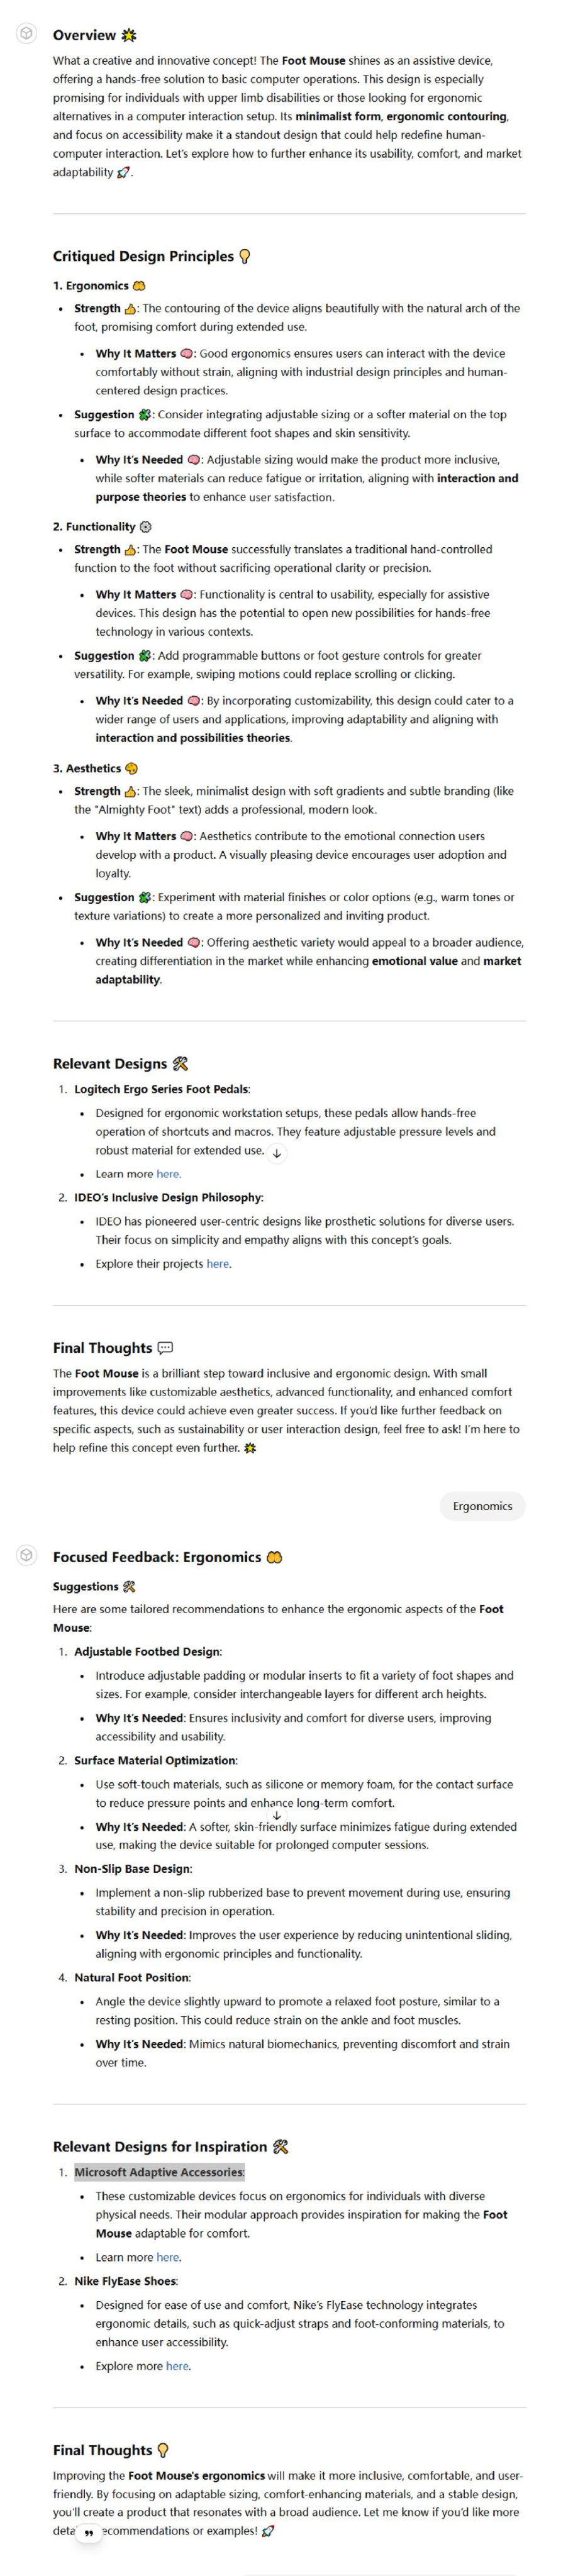 Overview
What a creative and innovative concept! The Foot Mouse shines as an assistive device,
offering a hands-free solution to basic computer operations. This design is especially
promising for individuals with upper limb disabilities or those looking for ergonomic
alternatives in a computer interaction setup. Its minimalist form, ergonomic contouring,
and focus on accessibility make it a standout design that could help redefine human-
computer interaction. Let's explore how to further enhance its usability, comfort, and market
adaptability 🚀.
Critiqued Design Principles 💡
1. Ergonomics
• Strength 👍: The contouring of the device aligns beautifully with the natural arch of the
foot, promising comfort during extended use.
• Why It Matters 🧠: Good ergonomics ensures users can interact with the device
comfortably without strain, aligning with industrial design principles and human-
centered design practices.
• Suggestion 🧩: Consider integrating adjustable sizing or a softer material on the top
surface to accommodate different foot shapes and skin sensitivity.
• Why It's Needed 🧠: Adjustable sizing would make the product more inclusive,
while softer materials can reduce fatigue or irritation, aligning with interaction and
purpose theories to enhance user satisfaction.
2. Functionality ⚙️
• Strength 👍: The Foot Mouse successfully translates a traditional hand-controlled
function to the foot without sacrificing operational clarity or precision.
• Why It Matters 🧠: Functionality is central to usability, especially for assistive
devices. This design has the potential to open new possibilities for hands-free
technology in various contexts.
• Suggestion 🧩: Add programmable buttons or foot gesture controls for greater
versatility. For example, swiping motions could replace scrolling or clicking.
• Why It's Needed 🧠: By incorporating customizability, this design could cater to a
wider range of users and applications, improving adaptability and aligning with
interaction and possibilities theories.
3. Aesthetics 🎨
• Strength 👍: The sleek, minimalist design with soft gradients and subtle branding (like
the "Almighty Foot" text) adds a professional, modern look.
• Why It Matters 🧠: Aesthetics contribute to the emotional connection users
develop with a product. A visually pleasing device encourages user adoption and
loyalty.
• Suggestion 🧩: Experiment with material finishes or color options (e.g., warm tones or
texture variations) to create a more personalized and inviting product.
• Why It's Needed 🧠: Offering aesthetic variety would appeal to a broader audience,
creating differentiation in the market while enhancing emotional value and market
adaptability.
Relevant Designs 🛠️
1. Logitech Ergo Series Foot Pedals:
• Designed for ergonomic workstation setups, these pedals allow hands-free
operation of shortcuts and macros. They feature adjustable pressure levels and
robust material for extended use.
• Learn more here.
2. IDEO's Inclusive Design Philosophy:
• IDEO has pioneered user-centric designs like prosthetic solutions for diverse users.
Their focus on simplicity and empathy aligns with this concept's goals.
• Explore their projects here.
Final Thoughts 💬
The Foot Mouse is a brilliant step toward inclusive and ergonomic design. With small
improvements like customizable aesthetics, advanced functionality, and enhanced comfort
features, this device could achieve even greater success. If you'd like further feedback on
specific aspects, such as sustainability or user interaction design, feel free to ask! I'm here to
help refine this concept even further.
Ergonomics
Focused Feedback: Ergonomics
Suggestions 🛠️
Here are some tailored recommendations to enhance the ergonomic aspects of the Foot
Mouse:
1. Adjustable Footbed Design:
• Introduce adjustable padding or modular inserts to fit a variety of foot shapes and
sizes. For example, consider interchangeable layers for different arch heights.
• Why It's Needed: Ensures inclusivity and comfort for diverse users, improving
accessibility and usability.
2. Surface Material Optimization:
• Use soft-touch materials, such as silicone or memory foam, for the contact surface
to reduce pressure points and enhance long-term comfort.
• Why It's Needed: A softer, skin-friendly surface minimizes fatigue during extended
use, making the device suitable for prolonged computer sessions.
3. Non-Slip Base Design:
• Implement a non-slip rubberized base to prevent movement during use, ensuring
stability and precision in operation.
• Why It's Needed: Improves the user experience by reducing unintentional sliding,
aligning with ergonomic principles and functionality.
4. Natural Foot Position:
• Angle the device slightly upward to promote a relaxed foot posture, similar to a
resting position. This could reduce strain on the ankle and foot muscles.
• Why It's Needed: Mimics natural biomechanics, preventing discomfort and strain
over time.
Relevant Designs for Inspiration 🛠️
1. Microsoft Adaptive Accessories:
• These customizable devices focus on ergonomics for individuals with diverse
physical needs. Their modular approach provides inspiration for making the Foot
Mouse adaptable for comfort.
• Learn more here.
2. Nike FlyEase Shoes:
• Designed for ease of use and comfort, Nike's FlyEase technology integrates
ergonomic details, such as quick-adjust straps and foot-conforming materials, to
enhance user accessibility.
• Explore more here.
Final Thoughts 💡
Improving the Foot Mouse's ergonomics will make it more inclusive, comfortable, and user-
friendly. By focusing on adaptable sizing, comfort-enhancing materials, and a stable design,
you'll create a product that resonates with a broad audience. Let me know if you'd like more
or examples! 🚀